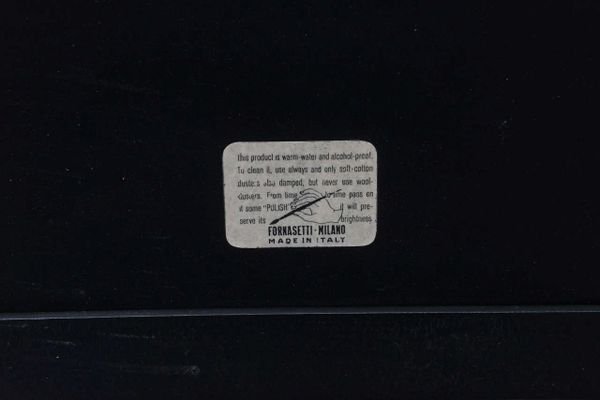 This product is warm-water and alcohol-proof.
To clean it, use always and only soft-cotton
dusters also damped, but never use wool-
dusters. From time to time pass on
it some "POLISH it will pre-
serve its brightness.
FORNASETTI - MILANO
MADE IN ITALY